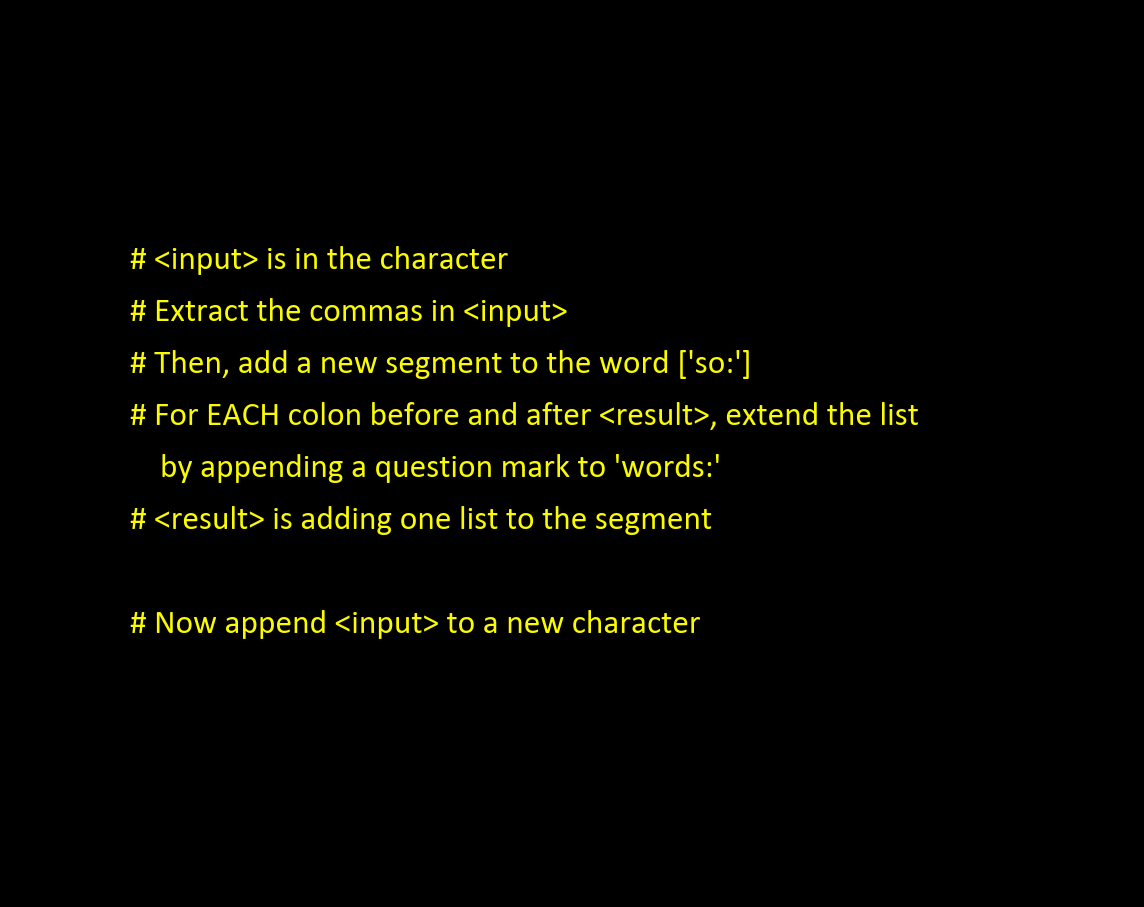 # <input> is in the character
# Extract the commas in <input>
# Then, add a new segment to the word ['so:']
# For EACH colon before and after <result>, extend the list
by appending a question mark to 'words:'
# <result> is adding one list to the segment
# Now append <input> to a new character